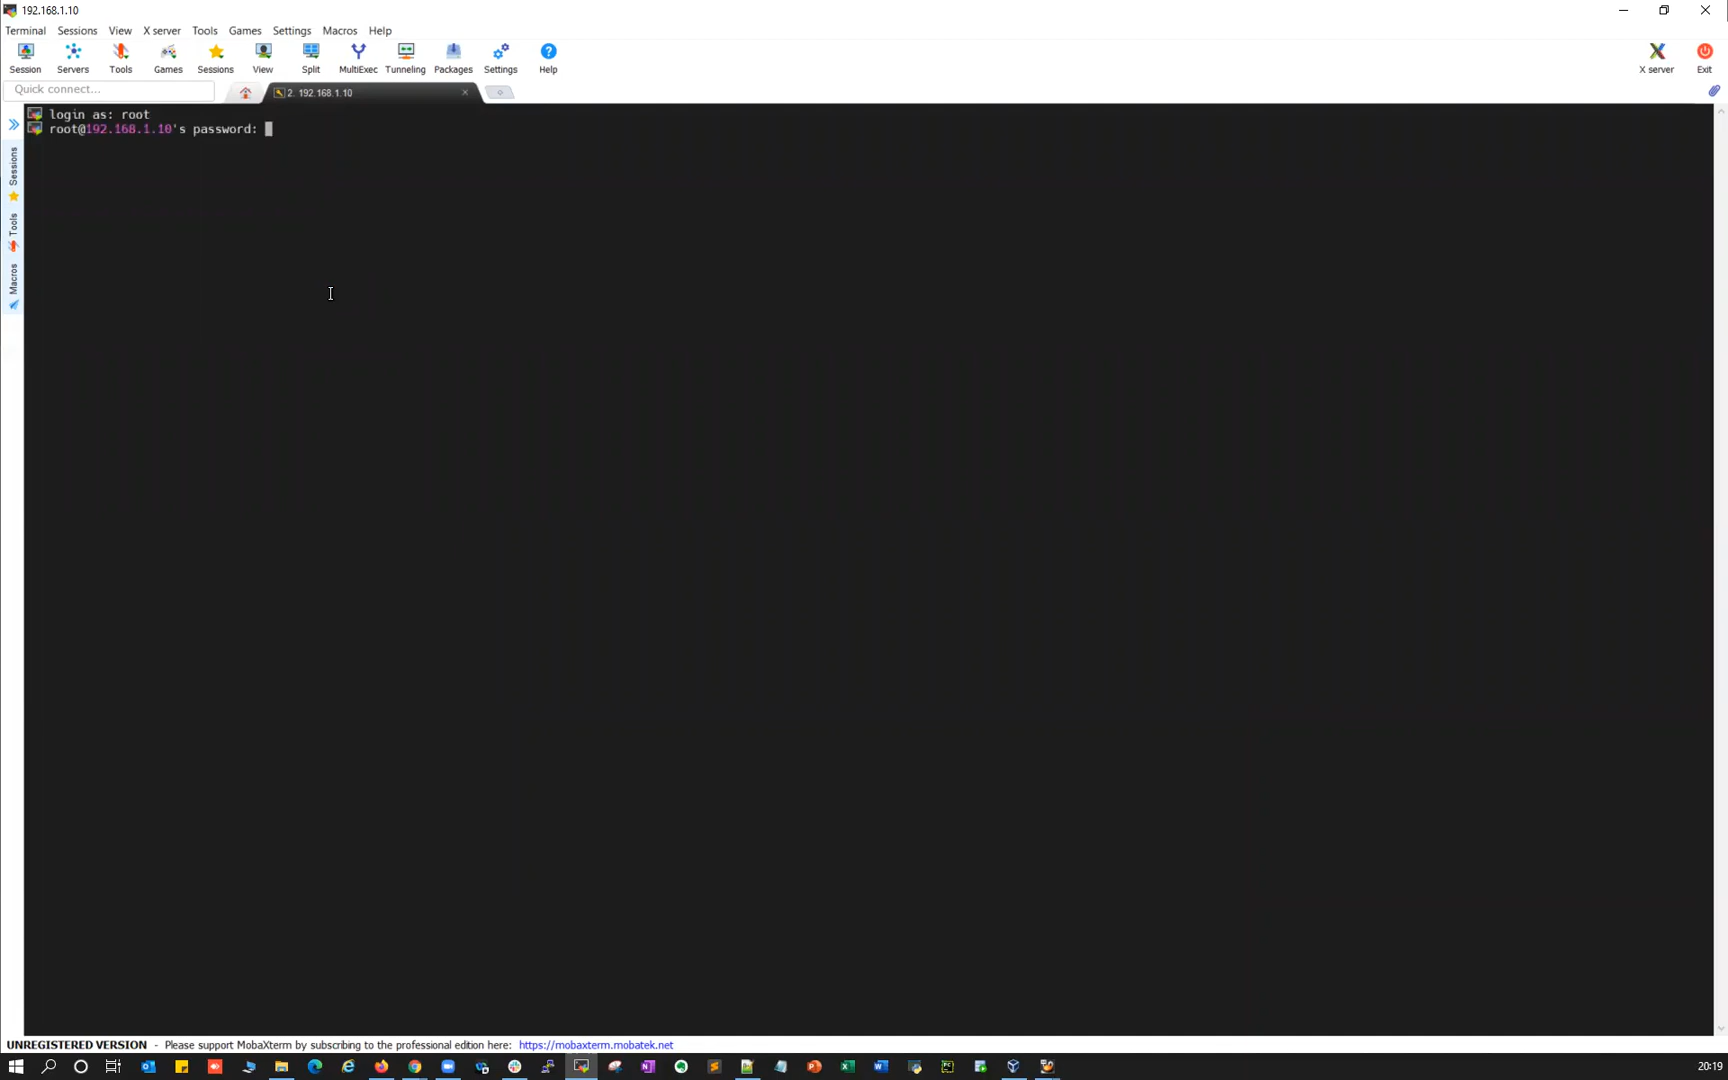 192.168.1.10
Terminal Sessions View X server Tools Games Settings Macros Help
Session Servers Tools Games Sessions View Split MultiExec Tunneling Packages Settings Help X server Exit
Quick connect...
2. 192.168.1.10
login as: root
root@192.168.1.10's password:
Sessions
Tools
Macros
UNREGISTERED VERSION - Please support MobaXterm by subscribing to the professional edition here: https://mobaxterm.mobatek.net
20:19